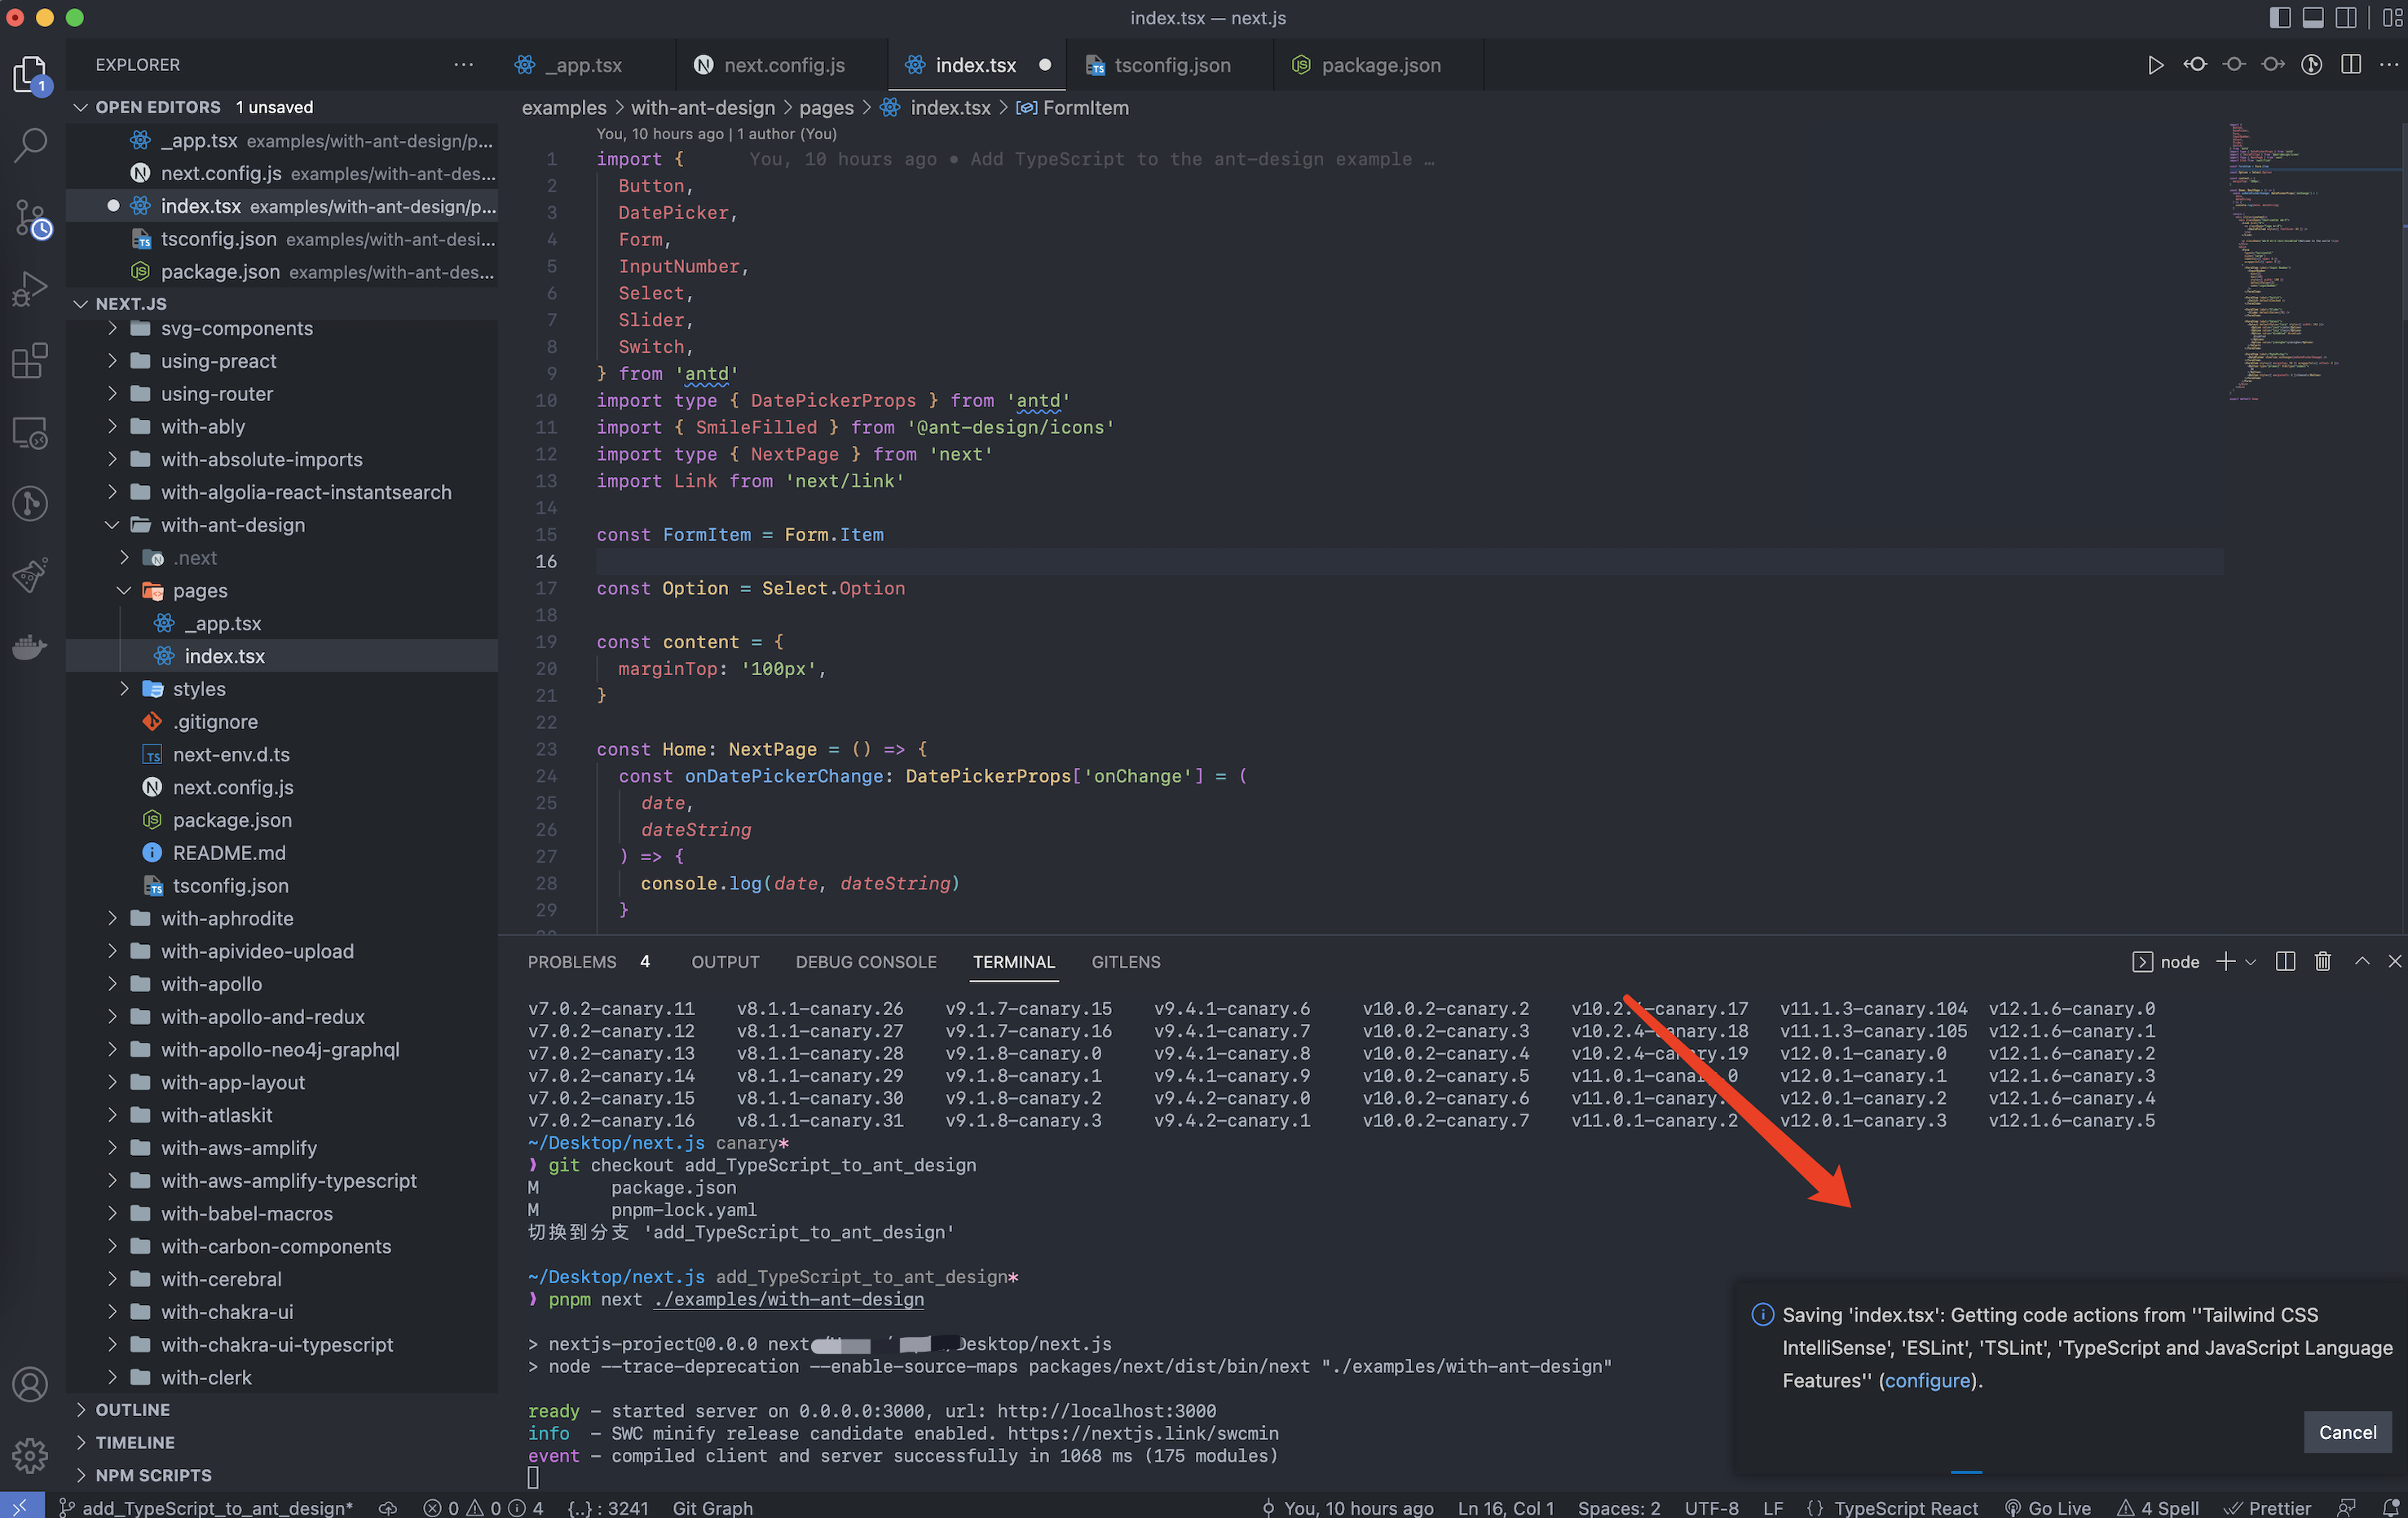 index.tsx — next.js
EXPLORER
_app.tsx
next.config.js
index.tsx
tsconfig.json
package.json
1
OPEN EDITORS 1 unsaved
_app.tsx examples/with-ant-design/p...
next.config.js examples/with-ant-des...
index.tsx examples/with-ant-design/p...
tsconfig.json examples/with-ant-desi...
package.json examples/with-ant-des...
NEXT.JS
svg-components
using-preact
using-router
with-ably
with-absolute-imports
with-algolia-react-instantsearch
with-ant-design
.next
pages
_app.tsx
index.tsx
styles
.gitignore
next-env.d.ts
next.config.js
package.json
README.md
tsconfig.json
with-aphrodite
with-apivideo-upload
with-apollo
with-apollo-and-redux
with-apollo-neo4j-graphql
with-app-layout
with-atlaskit
with-aws-amplify
with-aws-amplify-typescript
with-babel-macros
with-carbon-components
with-cerebral
with-chakra-ui
with-chakra-ui-typescript
with-clerk
OUTLINE
TIMELINE
NPM SCRIPTS
examples > with-ant-design > pages > index.tsx > FormItem
You, 10 hours ago | 1 author (You)
1 import { You, 10 hours ago • Add TypeScript to the ant-design example …
2 Button,
3 DatePicker,
4 Form,
5 InputNumber,
6 Select,
7 Slider,
8 Switch,
9 } from 'antd'
10 import type { DatePickerProps } from 'antd'
11 import { SmileFilled } from '@ant-design/icons'
12 import type { NextPage } from 'next'
13 import Link from 'next/link'
14
15 const FormItem = Form.Item
16
17 const Option = Select.Option
18
19 const content = {
20 marginTop: '100px',
21 }
22
23 const Home: NextPage = () => {
24 const onDatePickerChange: DatePickerProps['onChange'] = (
25 date,
26 dateString
27 ) => {
28 console.log(date, dateString)
29 }
PROBLEMS 4 OUTPUT DEBUG CONSOLE TERMINAL GITLENS
node
v7.0.2-canary.11 v8.1.1-canary.26 v9.1.7-canary.15 v9.4.1-canary.6 v10.0.2-canary.2 v10.2.4-canary.17 v11.1.3-canary.104 v12.1.6-canary.0
v7.0.2-canary.12 v8.1.1-canary.27 v9.1.7-canary.16 v9.4.1-canary.7 v10.0.2-canary.3 v10.2.4-canary.18 v11.1.3-canary.105 v12.1.6-canary.1
v7.0.2-canary.13 v8.1.1-canary.28 v9.1.8-canary.0 v9.4.1-canary.8 v10.0.2-canary.4 v10.2.4-canary.19 v12.0.1-canary.0 v12.1.6-canary.2
v7.0.2-canary.14 v8.1.1-canary.29 v9.1.8-canary.1 v9.4.1-canary.9 v10.0.2-canary.5 v11.0.1-canary.0 v12.0.1-canary.1 v12.1.6-canary.3
v7.0.2-canary.15 v8.1.1-canary.30 v9.1.8-canary.2 v9.4.2-canary.0 v10.0.2-canary.6 v12.0.1-canary.2 v12.1.6-canary.4
v7.0.2-canary.16 v8.1.1-canary.31 v9.1.8-canary.3 v9.4.2-canary.1 v10.0.2-canary.7 v11.0.1-canary.2 v12.0.1-canary.3 v12.1.6-canary.5
~/Desktop/next.js canary*
❯ git checkout add_TypeScript_to_ant_design
M package.json
M pnpm-lock.yaml
切换到分支 'add_TypeScript_to_ant_design'
~/Desktop/next.js add_TypeScript_to_ant_design*
❯ pnpm next ./examples/with-ant-design
> nextjs-project@0.0.0 next Desktop/next.js
> node --trace-deprecation --enable-source-maps packages/next/dist/bin/next "./examples/with-ant-design"
ready - started server on 0.0.0.0:3000, url: http://localhost:3000
info - SWC minify release candidate enabled. https://nextjs.link/swcmin
event - compiled client and server successfully in 1068 ms (175 modules)
Saving 'index.tsx': Getting code actions from ''Tailwind CSS
IntelliSense', 'ESLint', 'TSLint', 'TypeScript and JavaScript Language
Features'' (configure).
Cancel
add_TypeScript_to_ant_design* 0 0 4 {..} : 3241 Git Graph You, 10 hours ago Ln 16, Col 1 Spaces: 2 UTF-8 LF {} TypeScript React Go Live 4 Spell Prettier